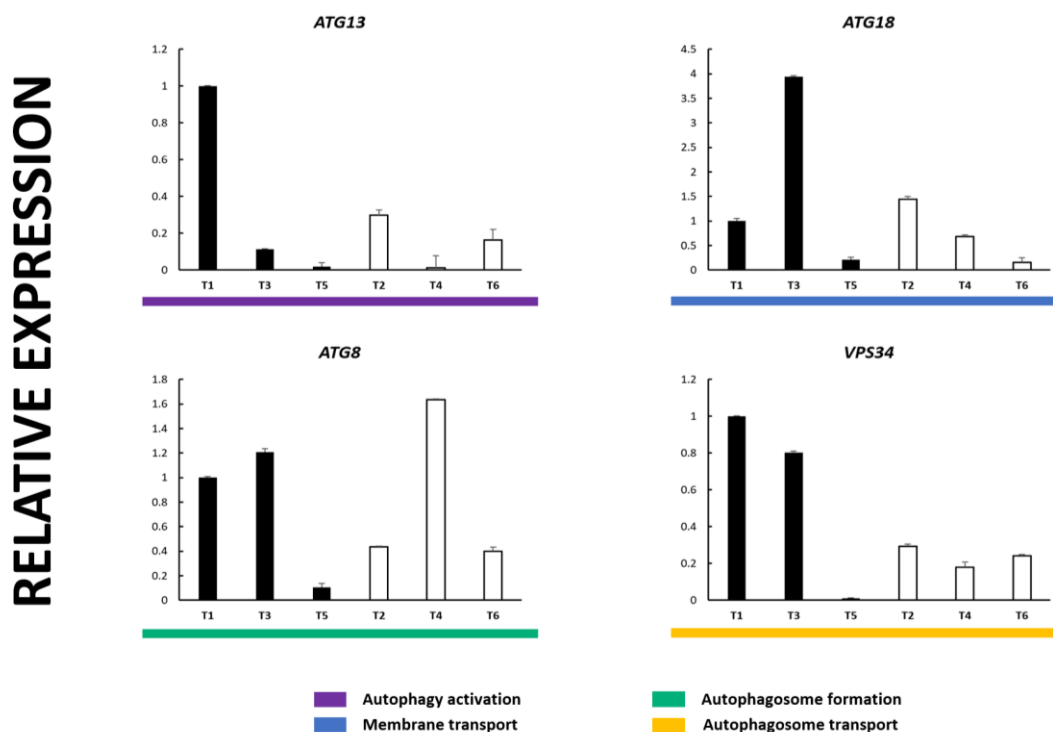 RELATIVE EXPRESSION
ATG13
1.2
1
0.8
0.6
0.4
0.2
0
T1 T3 T5 T2 T4 T6
ATG18
4.5
4
3.5
3
2.5
2
1.5
1
0.5
0
T1 T3 T5 T2 T4 T6
ATG8
1.8
1.6
1.4
1.2
1
0.8
0.6
0.4
0.2
0
T1 T3 T5 T2 T4 T6
VPS34
1.2
1
0.8
0.6
0.4
0.2
0
T1 T3 T5 T2 T4 T6
Autophagy activation
Membrane transport
Autophagosome formation
Autophagosome transport